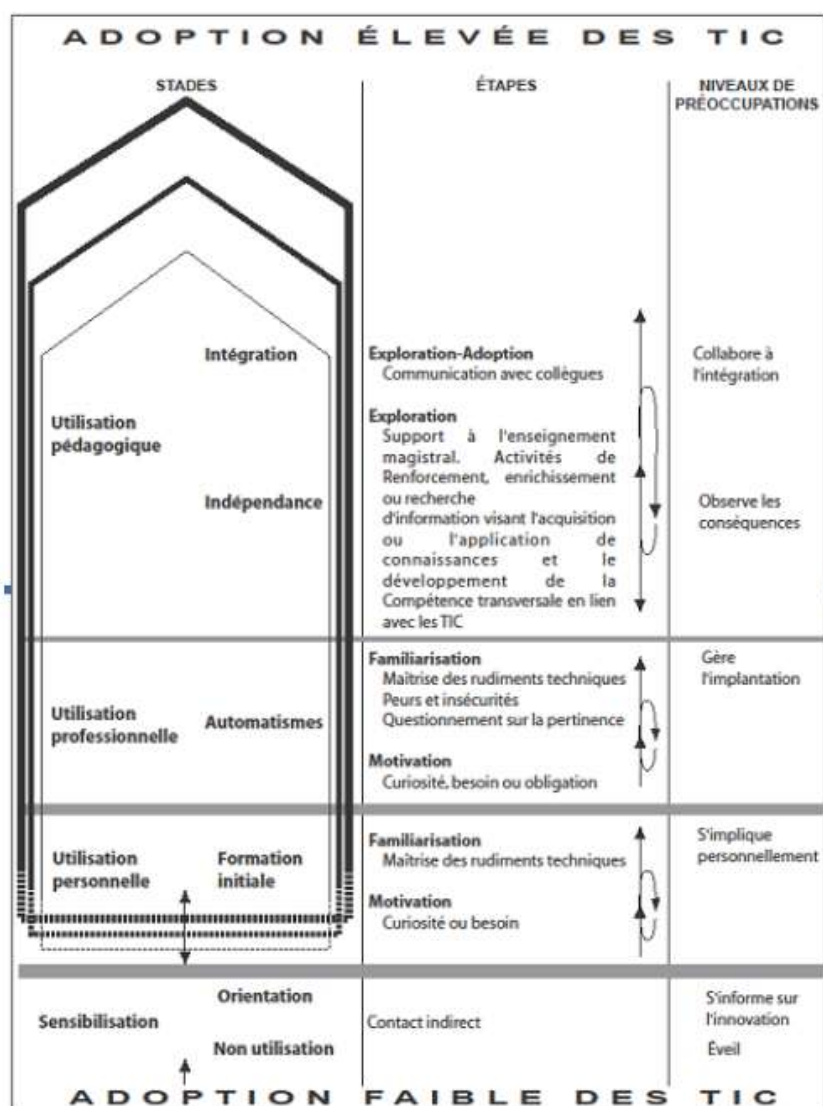 ADOPTION ÉLEVÉE DES TIC
STADES
ÉTAPES
NIVEAUX DE
PRÉOCCUPATIONS
Intégration
Exploration-Adoption
Communication avec collègues
Collabore à
l'intégration
Utilisation
pédagogique
Exploration
Support à l'enseignement
magistral. Activités de
Renforcement, enrichissement
ou recherche
d'information visant l'acquisition
ou l'application de
connaissances et le
développement de la
Compétence transversale en lien
avec les TIC
Indépendance
Observe les
conséquences
Utilisation
professionnelle
Automatismes
Familiarisation
Maîtrise des rudiments techniques
Peurs et insécurités
Questionnement sur la pertinence
Motivation
Curiosité, besoin ou obligation
Gère
l'implantation
Utilisation
personnelle
Formation
initiale
Familiarisation
Maîtrise des rudiments techniques
Motivation
Curiosité ou besoin
S'implique
personnellement
Sensibilisation
Orientation
Non utilisation
Contact indirect
S'informe sur
l'innovation
Éveil
ADOPTION FAIBLE DES TIC